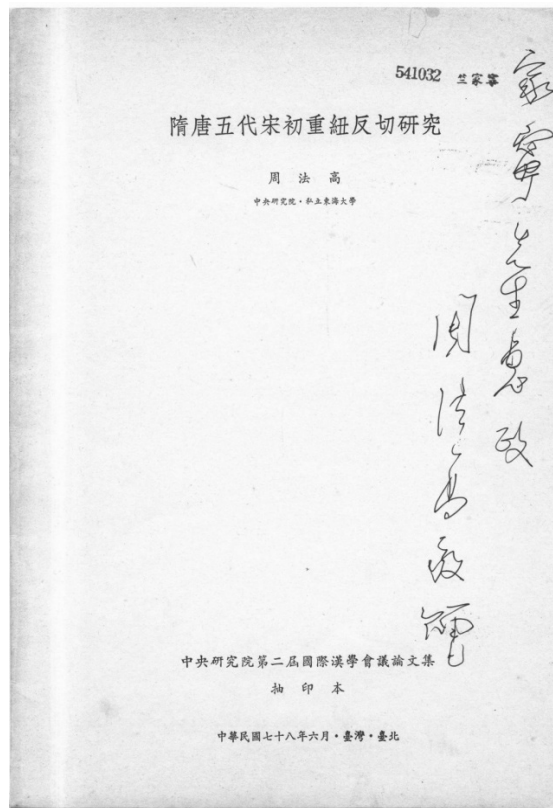 541032 竺家寧
隋唐五代宋初重紐反切研究
周法高
中央研究院·私立東海大學
家寧先生惠政
周法高敬贈
中央研究院第二屆國際漢學會議論文集
抽印本
中華民國七十八年六月·臺灣·臺北